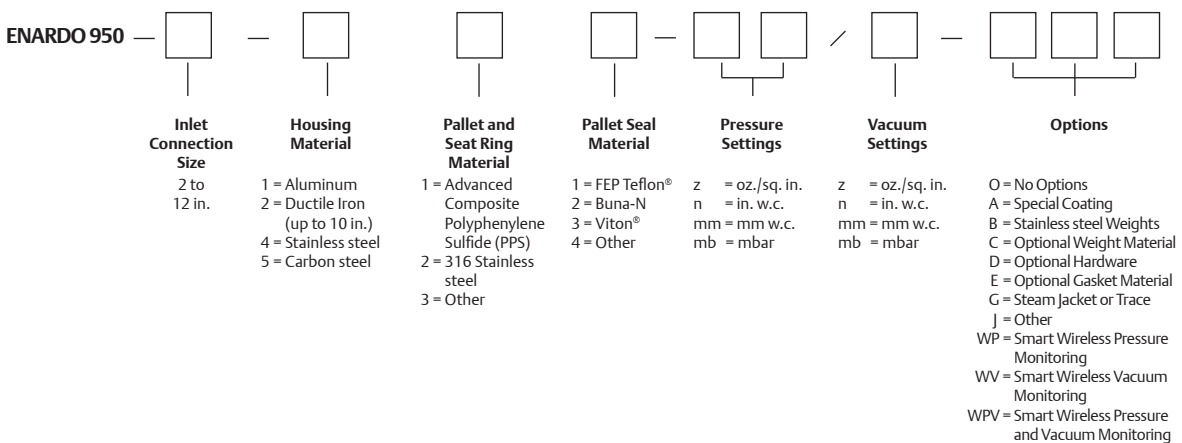 ENARDO 950 — — — / —
Inlet
Connection
Size
2 to
12 in.
Housing
Material
1 = Aluminum
2 = Ductile Iron
(up to 10 in.)
4 = Stainless steel
5 = Carbon steel
Pallet and
Seat Ring
Material
1 = Advanced
Composite
Polyphenylene
Sulfide (PPS)
2 = 316 Stainless
steel
3 = Other
Pallet Seal
Material
1 = FEP Teflon®
2 = Buna-N
3 = Viton®
4 = Other
Pressure
Settings
z = oz./sq. in.
n = in. w.c.
mm = mm w.c.
mb = mbar
Vacuum
Settings
z = oz./sq. in.
n = in. w.c.
mm = mm w.c.
mb = mbar
Options
O = No Options
A = Special Coating
B = Stainless steel Weights
C = Optional Weight Material
D = Optional Hardware
E = Optional Gasket Material
G = Steam Jacket or Trace
J = Other
WP = Smart Wireless Pressure
Monitoring
WV = Smart Wireless Vacuum
Monitoring
WPV = Smart Wireless Pressure
and Vacuum Monitoring